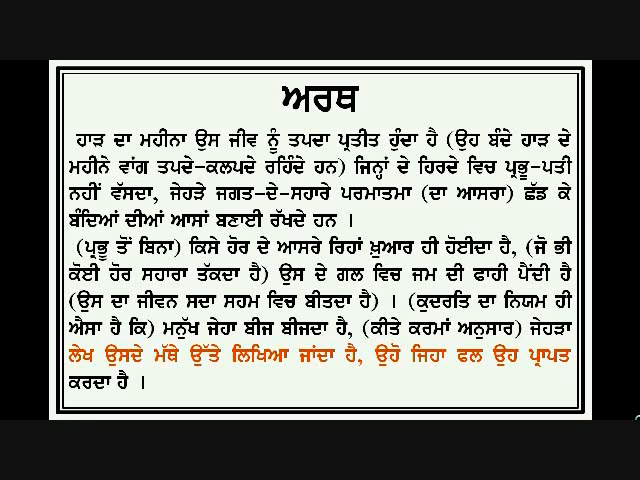 ਅਰਥ
ਹਾੜ ਦਾ ਮਹੀਨਾ ਉਸ ਜੀਵ ਨੂੰ ਤਪਦਾ ਪ੍ਰਤੀਤ ਹੁੰਦਾ ਹੈ (ਉਹ ਬੰਦੇ ਹਾੜ ਦੇ
ਮਹੀਨੇ ਵਾਂਗ ਤਪਦੇ-ਕਲਪਦੇ ਰਹਿੰਦੇ ਹਨ) ਜਿਨ੍ਹਾਂ ਦੇ ਹਿਰਦੇ ਵਿਚ ਪ੍ਰਭੂ-ਪਤੀ
ਨਹੀਂ ਵੱਸਦਾ, ਜੇਹੜੇ ਜਗਤ-ਦੇ-ਸਹਾਰੇ ਪਰਮਾਤਮਾ (ਦਾ ਆਸਰਾ) ਛੱਡ ਕੇ
ਬੰਦਿਆਂ ਦੀਆਂ ਆਸਾਂ ਬਣਾਈ ਰੱਖਦੇ ਹਨ ।
(ਪ੍ਰਭੂ ਤੋਂ ਬਿਨਾ) ਕਿਸੇ ਹੋਰ ਦੇ ਆਸਰੇ ਰਿਹਾਂ ਖ਼ੁਆਰ ਹੀ ਹੋਈਦਾ ਹੈ, (ਜੋ ਭੀ
ਕੋਈ ਹੋਰ ਸਹਾਰਾ ਤੱਕਦਾ ਹੈ) ਉਸ ਦੇ ਗਲ ਵਿਚ ਜਮ ਦੀ ਫਾਹੀ ਪੈਂਦੀ ਹੈ
(ਉਸ ਦਾ ਜੀਵਨ ਸਦਾ ਸਹਮ ਵਿਚ ਬੀਤਦਾ ਹੈ) । (ਕੁਦਰਤਿ ਦਾ ਨਿਯਮ ਹੀ
ਐਸਾ ਹੈ ਕਿ) ਮਨੁੱਖ ਜੇਹਾ ਬੀਜ ਬੀਜਦਾ ਹੈ, (ਕੀਤੇ ਕਰਮਾਂ ਅਨੁਸਾਰ) ਜੇਹੜਾ
ਲੇਖ ਉਸਦੇ ਮੱਥੇ ਉੱਤੇ ਲਿਖਿਆ ਜਾਂਦਾ ਹੈ, ਉਹੋ ਜਿਹਾ ਫਲ ਉਹ ਪ੍ਰਾਪਤ
ਕਰਦਾ ਹੈ ।